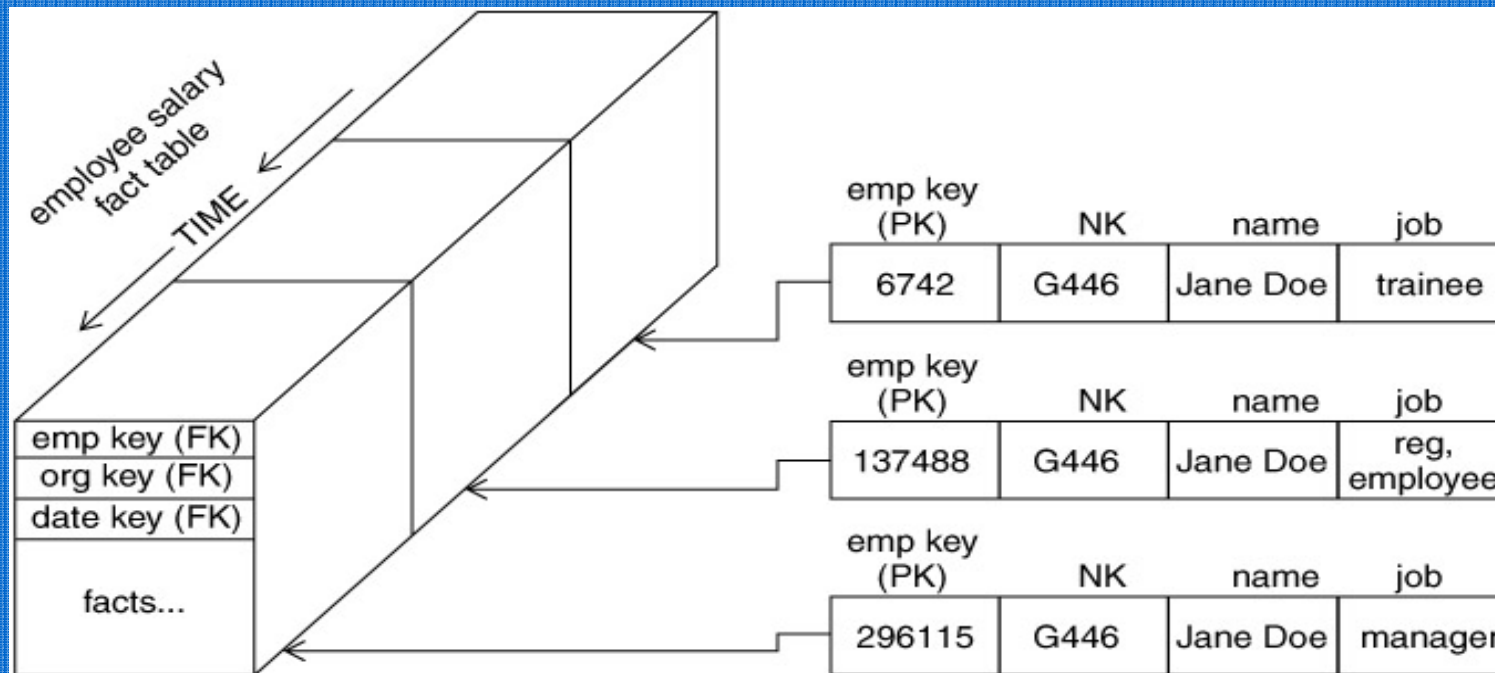 employee salary
fact table
TIME
emp key (FK)
org key (FK)
date key (FK)
facts...
emp key
(PK) NK name job
6742 G446 Jane Doe trainee
emp key
(PK) NK name job
137488 G446 Jane Doe reg,
employee
emp key
(PK) NK name job
296115 G446 Jane Doe manager